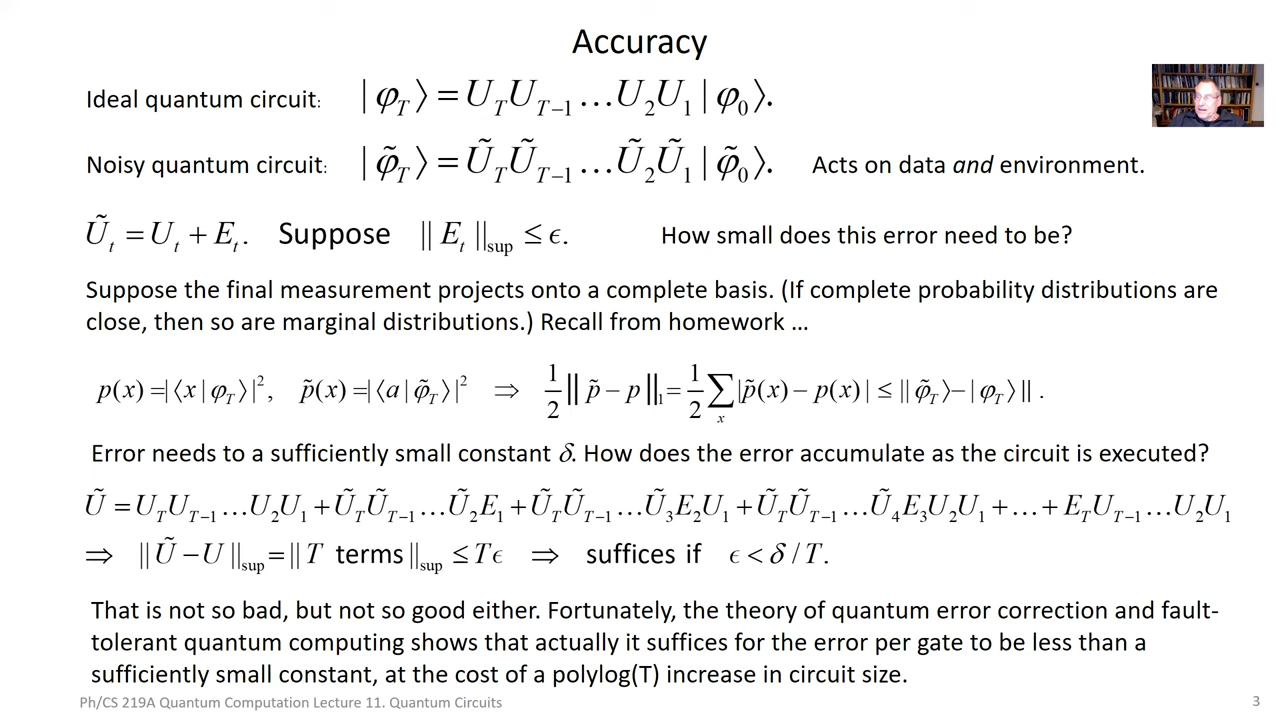 Accuracy
Ideal quantum circuit: |φ_T⟩ = U_T U_{T−1} … U_2 U_1 |φ_0⟩.
Noisy quantum circuit: |φ̃_T⟩ = Ũ_T Ũ_{T−1} … Ũ_2 Ũ_1 |φ̃_0⟩. Acts on data and environment.
Ũ_t = U_t + E_t. Suppose || E_t ||_sup ≤ ϵ. How small does this error need to be?
Suppose the final measurement projects onto a complete basis. (If complete probability distributions are
close, then so are marginal distributions.) Recall from homework …
p(x) =|⟨x | φ_T⟩|², p̃(x) =|⟨a | φ̃_T⟩|² ⇒ 1/2 || p̃ − p ||_1 = 1/2 ∑_x | p̃(x) − p(x) | ≤ || φ̃_T⟩− | φ_T⟩ || .
Error needs to a sufficiently small constant δ. How does the error accumulate as the circuit is executed?
Ũ = U_T U_{T−1} … U_2 U_1 + Ũ_T Ũ_{T−1} … Ũ_2 E_1 + Ũ_T Ũ_{T−1} … Ũ_3 E_2 U_1 + Ũ_T Ũ_{T−1} … Ũ_4 E_3 U_2 U_1 + … + E_T U_{T−1} … U_2 U_1
⇒ || Ũ − U ||_sup = || T terms ||_sup ≤ Tϵ ⇒ suffices if ϵ < δ / T.
That is not so bad, but not so good either. Fortunately, the theory of quantum error correction and fault-
tolerant quantum computing shows that actually it suffices for the error per gate to be less than a
sufficiently small constant, at the cost of a polylog(T) increase in circuit size.
Ph/CS 219A Quantum Computation Lecture 11. Quantum Circuits
3